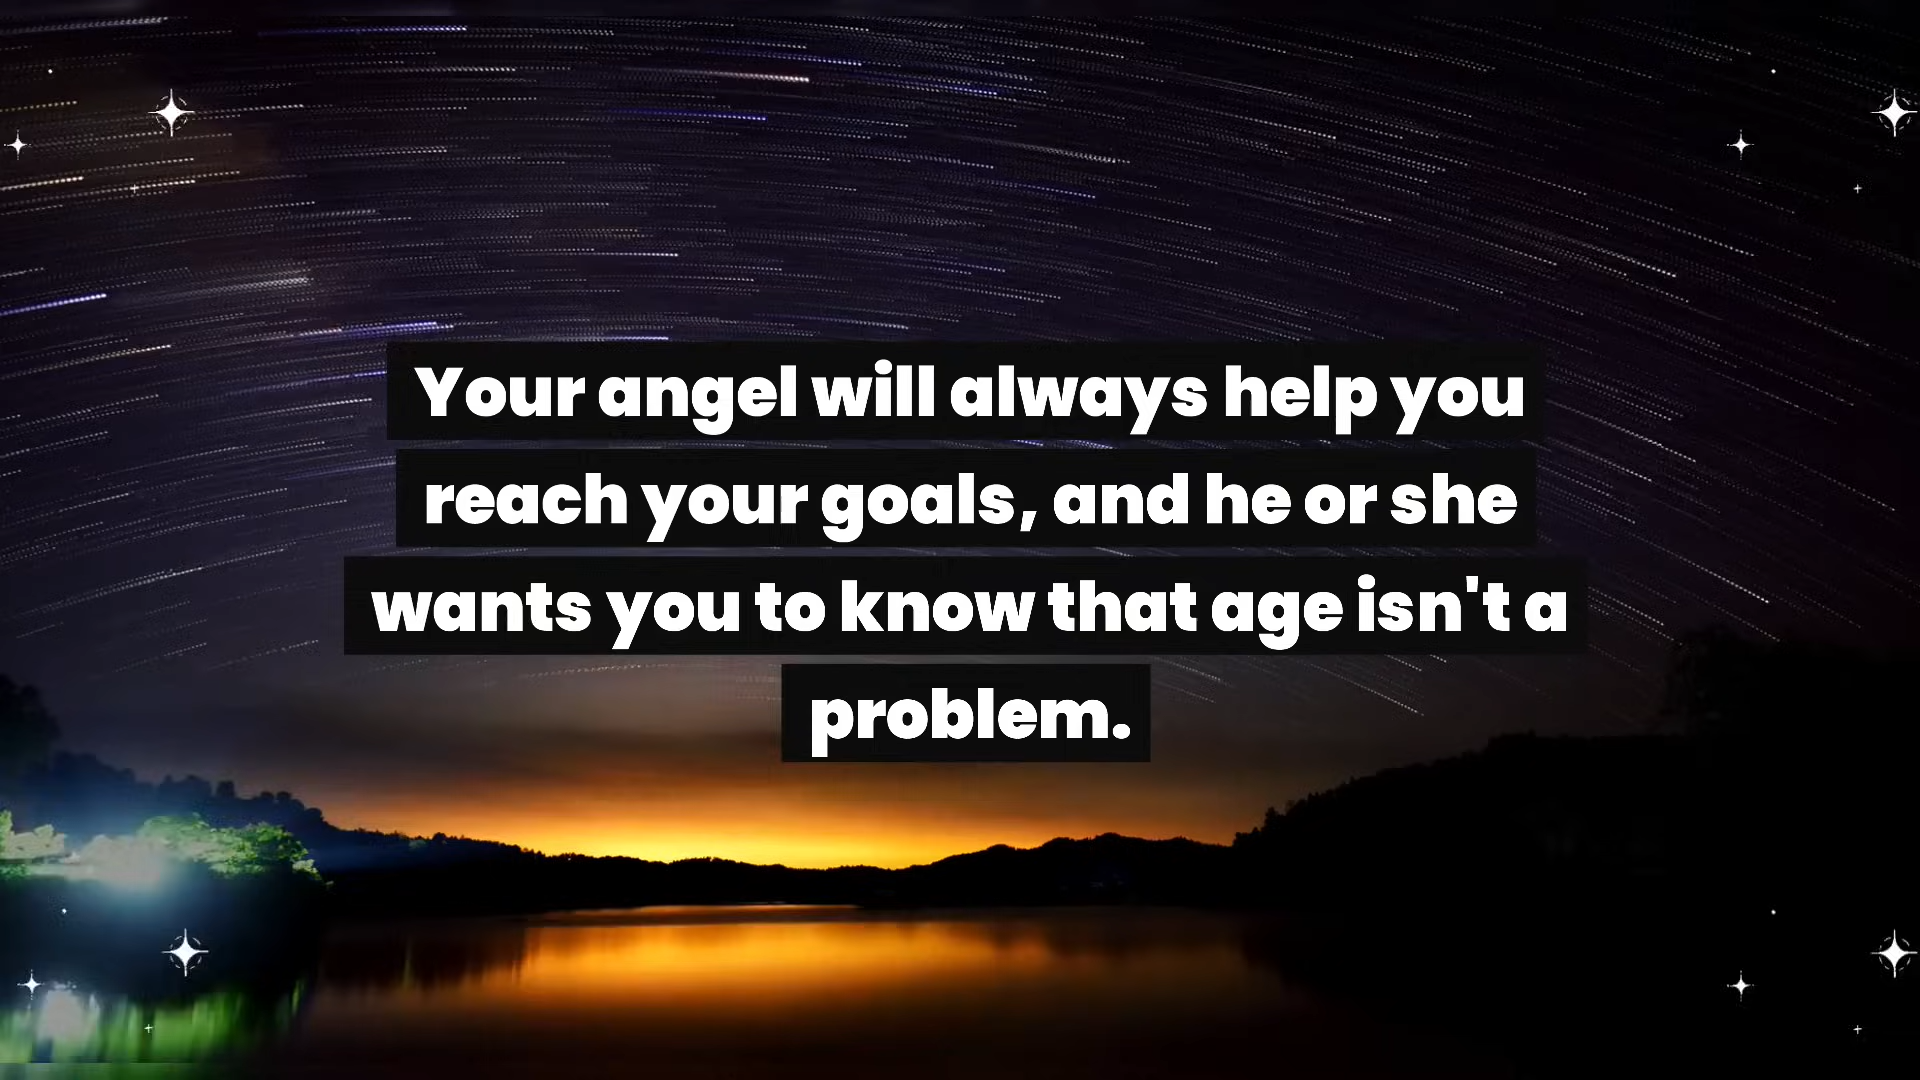 Your angel will always help you
reach your goals, and he or she
wants you to know that age isn't a
problem.